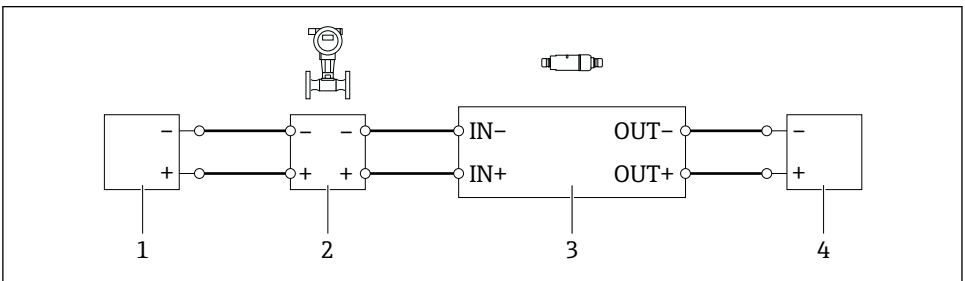 − − − IN− OUT− −
+ + + IN+ OUT+ +
1 2 3 4